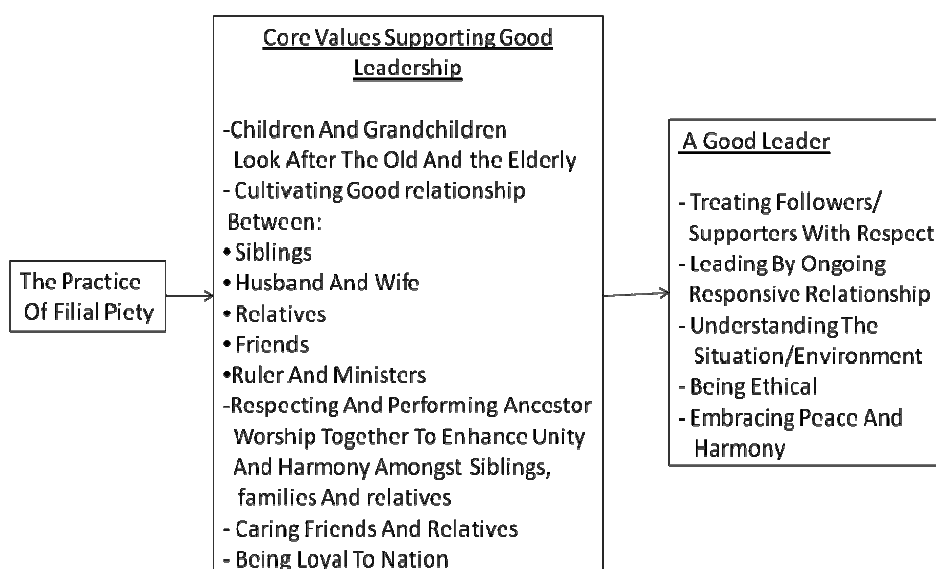 The Practice
Of Filial Piety
Core Values Supporting Good
Leadership
-Children And Grandchildren
Look After The Old And the Elderly
- Cultivating Good relationship
Between:
• Siblings
• Husband And Wife
• Relatives
• Friends
•Ruler And Ministers
-Respecting And Performing Ancestor
Worship Together To Enhance Unity
And Harmony Amongst Siblings,
families And relatives
- Caring Friends And Relatives
- Being Loyal To Nation
A Good Leader
- Treating Followers/
Supporters With Respect
- Leading By Ongoing
Responsive Relationship
- Understanding The
Situation/Environment
- Being Ethical
- Embracing Peace And
Harmony